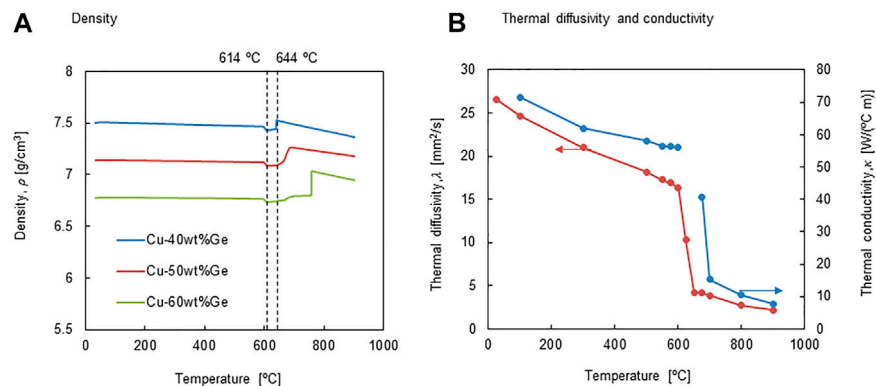 A
Density
614 ºC
644 ºC
8
7.5
7
6.5
6
5.5
Density, ρ [g/cm³]
Cu-40wt%Ge
Cu-50wt%Ge
Cu-60wt%Ge
0
200
400
600
800
1000
Temperature [ºC]
B
Thermal diffusivity and conductivity
30
25
20
15
10
5
0
Thermal diffusivity, λ [mm²/s]
80
70
60
50
40
30
20
10
0
Thermal conductivity, κ [W/(ºC m)]
0
200
400
600
800
1000
Temperature [ºC]